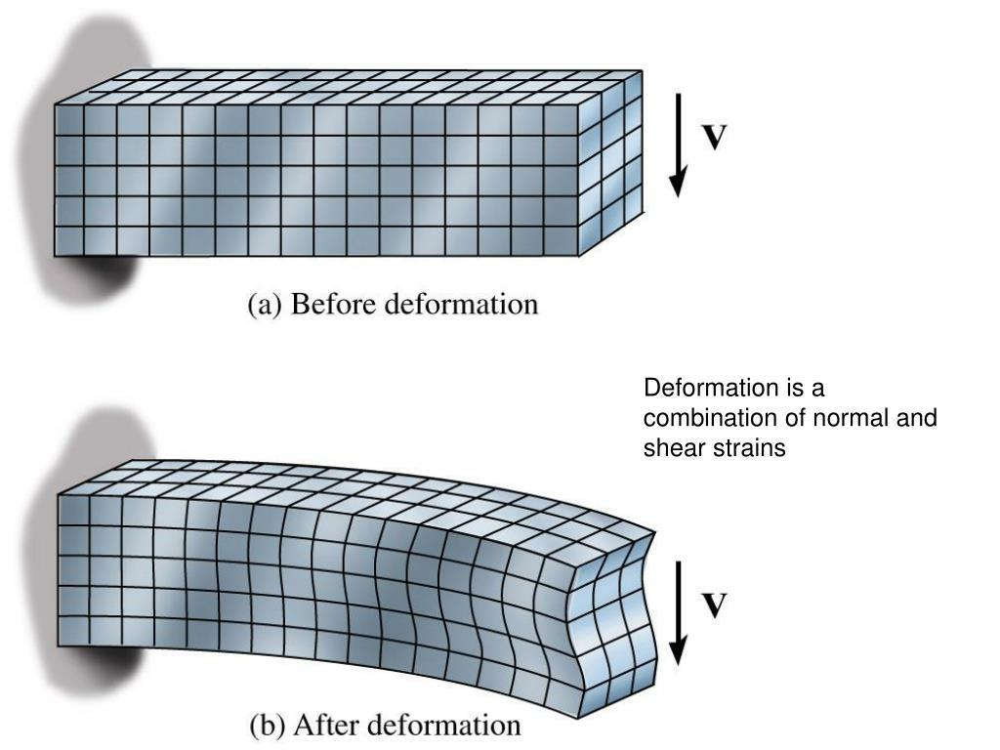 V
(a) Before deformation
Deformation is a
combination of normal and
shear strains
V
(b) After deformation